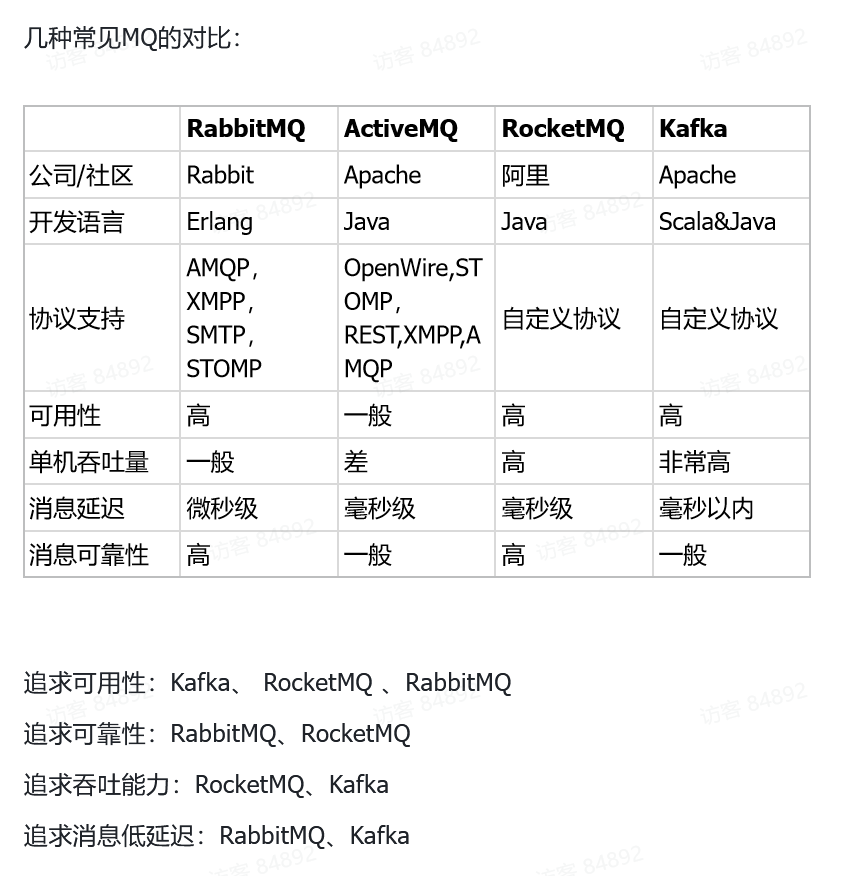 几种常见MQ的对比：
RabbitMQ ActiveMQ RocketMQ Kafka
公司/社区 Rabbit Apache 阿里 Apache
开发语言 Erlang Java Java Scala&Java
协议支持
AMQP，
XMPP，
SMTP，
STOMP
OpenWire,ST
OMP，
REST,XMPP,A
MQP
自定义协议
自定义协议
可用性 高 一般 高 高
单机吞吐量 一般 差 高 非常高
消息延迟 微秒级 毫秒级 毫秒级 毫秒以内
消息可靠性 高 一般 高 一般
追求可用性：Kafka、 RocketMQ 、RabbitMQ
追求可靠性：RabbitMQ、RocketMQ
追求吞吐能力：RocketMQ、Kafka
追求消息低延迟：RabbitMQ、Kafka
访客 84892